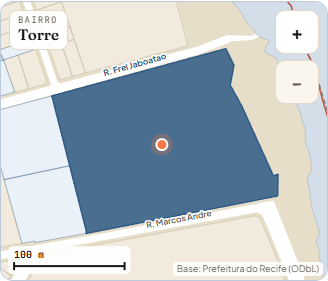 BAIRRO
Torre
+
R. Frei Jaboatao
−
R. Marcos Andre
100 m
Base: Prefeitura do Recife (ODbL)